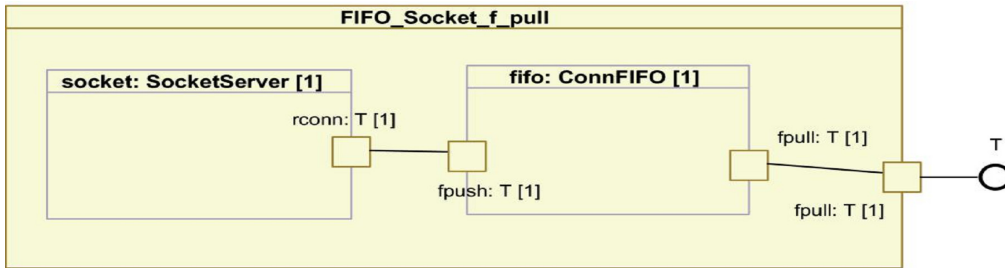 FIFO_Socket_f_pull
socket: SocketServer [1]
fifo: ConnFIFO [1]
rconn: T [1]
fpush: T [1]
fpull: T [1]
fpull: T [1]
T